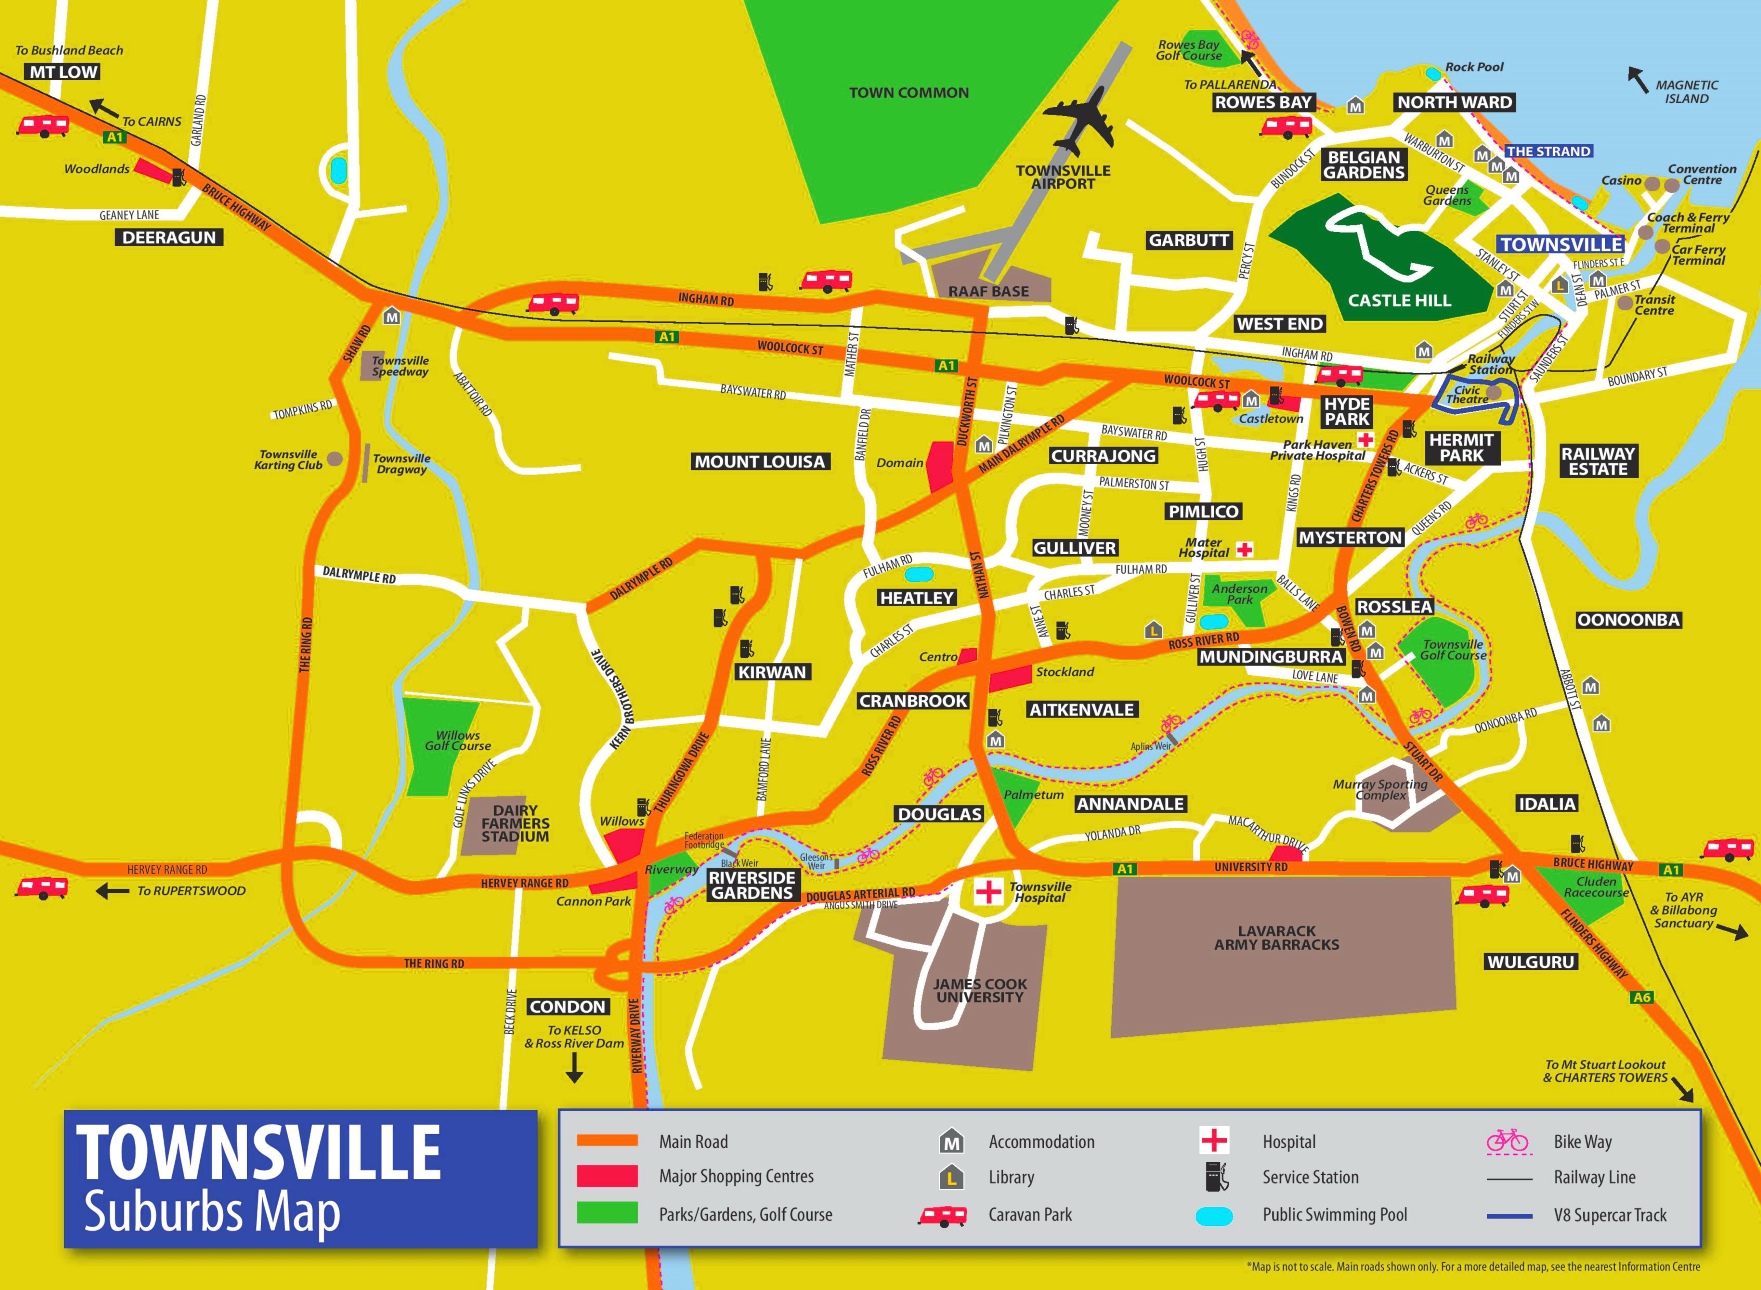 To Bushland Beach
MT LOW
To CAIRNS
A1
GARLAND RD
Woodlands
BRUCE HIGHWAY
GEANEY LANE
DEERAGUN
TOWN COMMON
TOWNSVILLE
AIRPORT
Rowes Bay
Golf Course
To PALLARENDA
ROWES BAY
Rock Pool
NORTH WARD
MAGNETIC
ISLAND
BELGIAN
GARDENS
WARBURTON ST
THE STRAND
BUNDOCK ST
Queens
Gardens
Casino
Convention
Centre
Coach & Ferry
Terminal
Car Ferry
Terminal
TOWNSVILLE
FLINDERS ST E
STANLEY ST
DEAN ST
PALMER ST
Transit
Centre
STURT ST
FLINDERS ST W
SAUNDERS ST
BOUNDARY ST
GARBUTT
PERCY ST
CASTLE HILL
RAAF BASE
WEST END
INGHAM RD
INGHAM RD
A1
WOOLCOCK ST
A1
WOOLCOCK ST
Railway
Station
Civic
Theatre
SHAW RD
Townsville
Speedway
TOMPKINS RD
ABATTOIR RD
MATHER ST
BAYSWATER RD
BANFIELD DR
DUCKWORTH ST
PILKINGTON ST
MAIN DALRYMPLE RD
BAYSWATER RD
HUGH ST
Castletown
HYDE
PARK
Park Haven
Private Hospital
HERMIT
PARK
RAILWAY
ESTATE
Townsville
Karting Club
Townsville
Dragway
MOUNT LOUISA
Domain
CURRAJONG
PALMERSTON ST
MOONEY ST
KINGS RD
CHARTERS TOWERS RD
ACKERS ST
QUEENS RD
PIMLICO
MYSTERTON
GULLIVER
Mater
Hospital
FULHAM RD
FULHAM RD
DALRYMPLE RD
DALRYMPLE RD
NATHAN ST
HEATLEY
CHARLES ST
CHARLES ST
ANNE ST
GULLIVER ST
Anderson
Park
BALLS LANE
BOWEN RD
ROSSLEA
OONOONBA
THE RING RD
KERN BROTHERS DRIVE
KIRWAN
Centro
Stockland
ROSS RIVER RD
MUNDINGBURRA
LOVE LANE
Townsville
Golf Course
ABBOTT ST
CRANBROOK
AITKENVALE
ROSS RIVER RD
Aplins Weir
OONOONBA RD
STUART DR
Willows
Golf Course
GOLF LINKS DRIVE
DAIRY
FARMERS
STADIUM
THURINGOWA DRIVE
BAMFORD LANE
Willows
DOUGLAS
Palmetum
ANNANDALE
YOLANDA DR
MACARTHUR DRIVE
Murray Sporting
Complex
IDALIA
Federation
Footbridge
Black Weir
Gleesons
Weir
HERVEY RANGE RD
To RUPERTSWOOD
HERVEY RANGE RD
Riverway
Cannon Park
RIVERSIDE
GARDENS
DOUGLAS ARTERIAL RD
ANGUS SMITH DRIVE
Townsville
Hospital
A1
UNIVERSITY RD
BRUCE HIGHWAY
A1
Cluden
Racecourse
To AYR
& Billabong
Sanctuary
LAVARACK
ARMY BARRACKS
FLINDERS HIGHWAY
WULGURU
A6
THE RING RD
JAMES COOK
UNIVERSITY
BECK DRIVE
CONDON
To KELSO
& Ross River Dam
RIVERWAY DRIVE
To Mt Stuart Lookout
& CHARTERS TOWERS
TOWNSVILLE
Suburbs Map
Main Road
Major Shopping Centres
Parks/Gardens, Golf Course
M Accommodation
L Library
Caravan Park
Hospital
Service Station
Public Swimming Pool
Bike Way
Railway Line
V8 Supercar Track
*Map is not to scale. Main roads shown only. For a more detailed map, see the nearest Information Centre